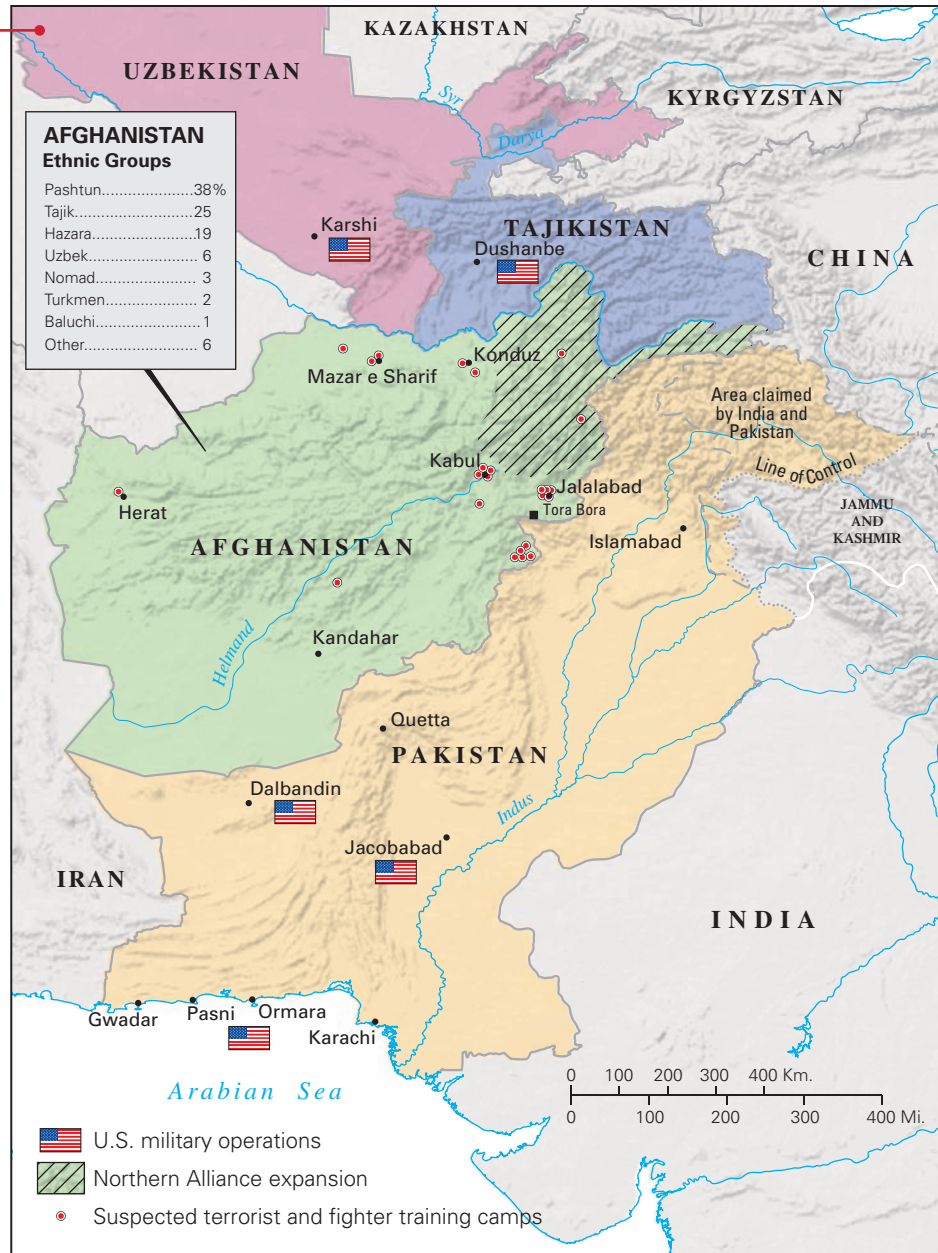 KAZAKHSTAN
UZBEKISTAN
Syr
KYRGYZSTAN
Darya
AFGHANISTAN
Ethnic Groups
Pashtun.....................38%
Tajik..........................25
Hazara.......................19
Uzbek........................ 6
Nomad....................... 3
Turkmen.................... 2
Baluchi....................... 1
Other......................... 6
Karshi
TAJIKISTAN
Dushanbe
CHINA
Konduz
Mazar e Sharif
Area claimed
by India and
Pakistan
Line of Control
Kabul
Jalalabad
Tora Bora
Herat
JAMMU
AND
KASHMIR
Islamabad
AFGHANISTAN
Kandahar
Helmand
Quetta
PAKISTAN
Dalbandin
Indus
Jacobabad
IRAN
INDIA
Gwadar
Pasni
Ormara
Karachi
Arabian Sea
0 100 200 300 400 Km.
0 100 200 300 400 Mi.
U.S. military operations
Northern Alliance expansion
Suspected terrorist and fighter training camps